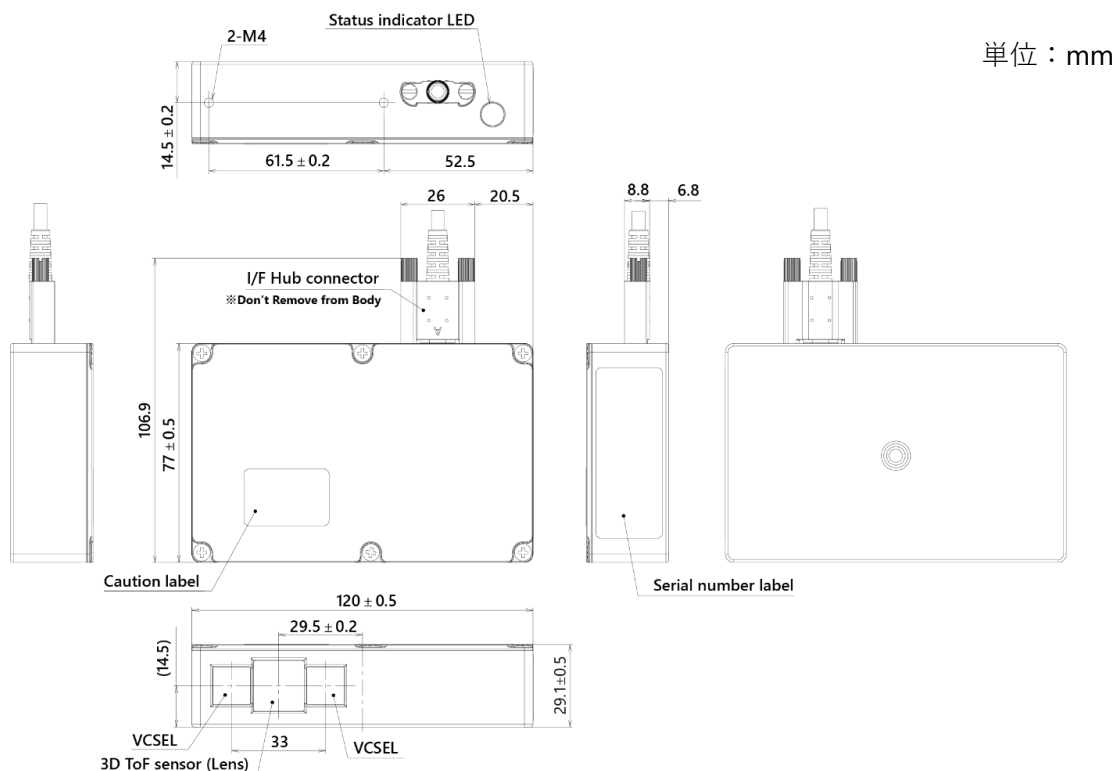 Status indicator LED
2-M4
単位：mm
14.5 ± 0.2
61.5 ± 0.2
52.5
26
20.5
8.8
6.8
I/F Hub connector
※Don't Remove from Body
106.9
77 ± 0.5
Caution label
Serial number label
120 ± 0.5
29.5 ± 0.2
(14.5)
29.1±0.5
VCSEL
33
VCSEL
3D ToF sensor (Lens)